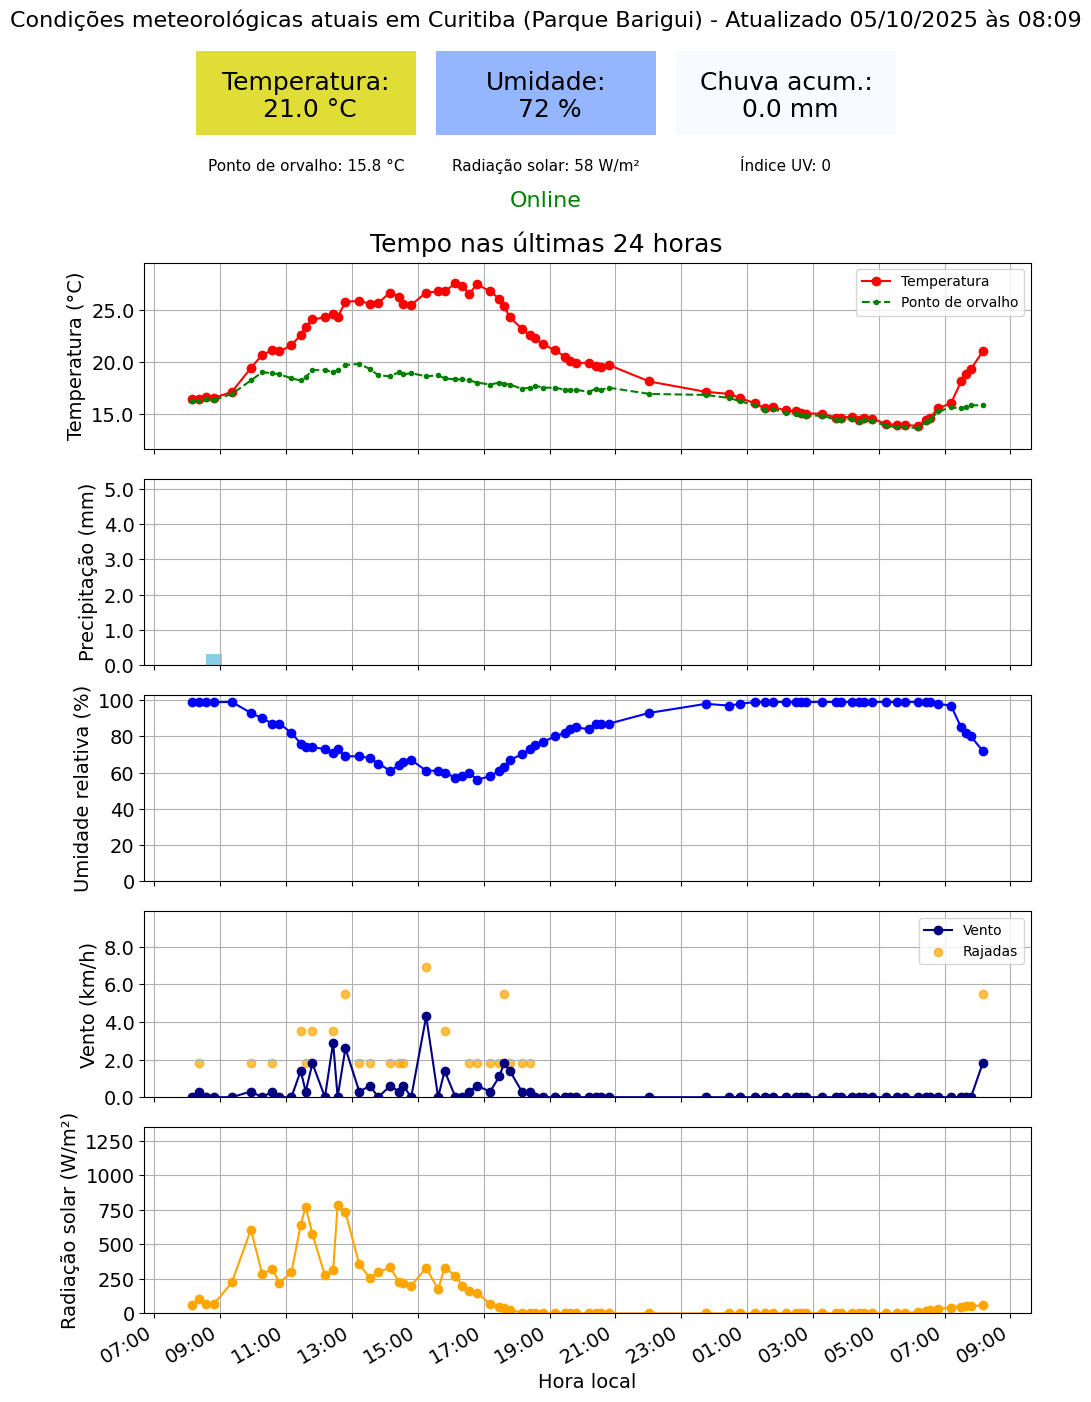 Condições meteorológicas atuais em Curitiba (Parque Barigui) - Atualizado 05/10/2025 às 08:09
Temperatura:
21.0 °C
Umidade:
72 %
Chuva acum.:
0.0 mm
Ponto de orvalho: 15.8 °C
Radiação solar: 58 W/m²
Índice UV: 0
Online
Tempo nas últimas 24 horas
Temperatura (°C)
25.0
20.0
15.0
Temperatura
Ponto de orvalho
Precipitação (mm)
5.0
4.0
3.0
2.0
1.0
0.0
Umidade relativa (%)
100
80
60
40
20
0
Vento (km/h)
8.0
6.0
4.0
2.0
0.0
Vento
Rajadas
Radiação solar (W/m²)
1250
1000
750
500
250
0
07:00
09:00
11:00
13:00
15:00
17:00
19:00
21:00
23:00
01:00
03:00
05:00
07:00
09:00
Hora local